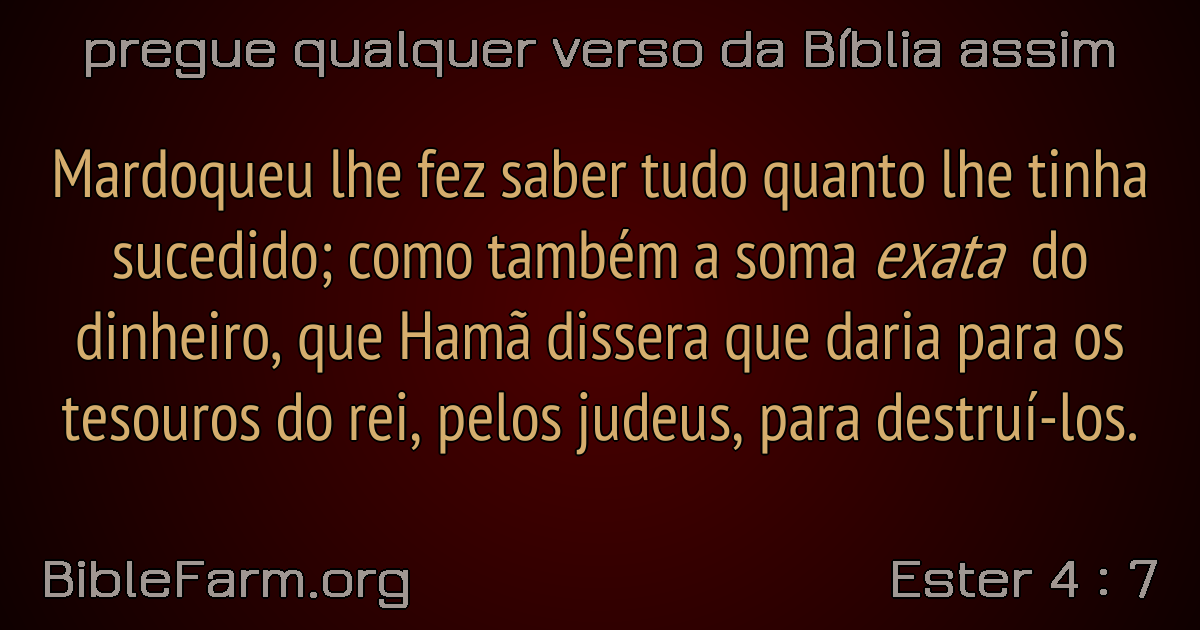 pregue qualquer verso da Bíblia assim
Mardoqueu lhe fez saber tudo quanto lhe tinha
sucedido; como também a soma exata do
dinheiro, que Hamã dissera que daria para os
tesouros do rei, pelos judeus, para destruí-los.
BibleFarm.org
Ester 4 : 7